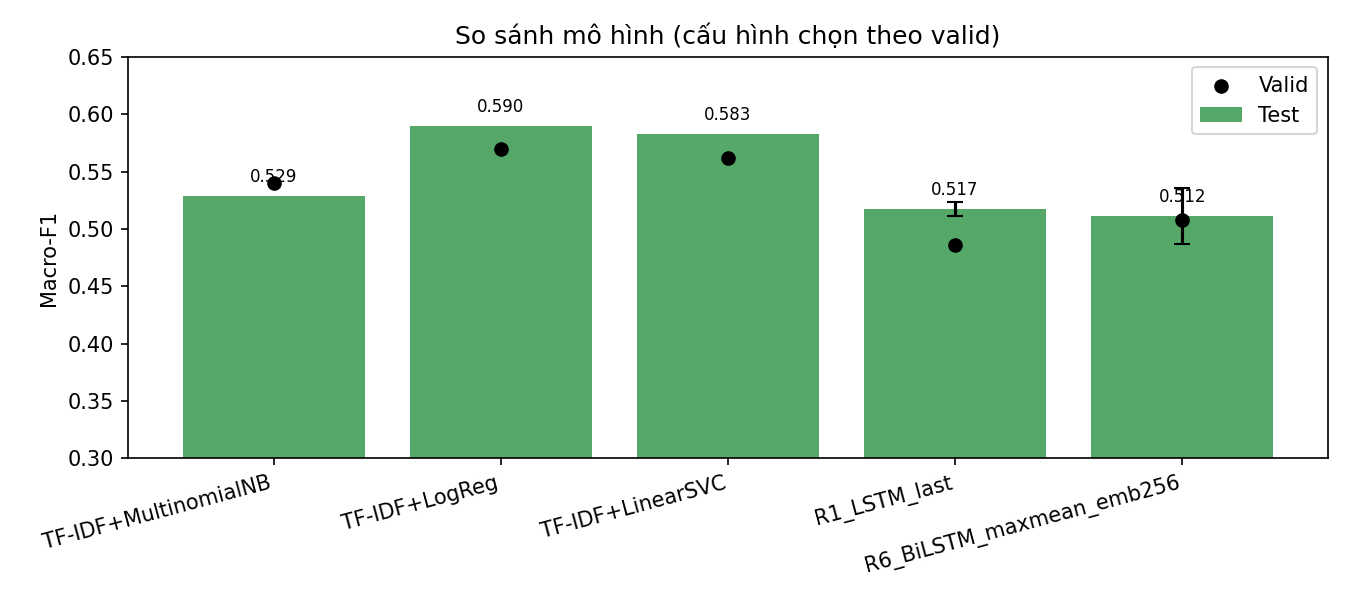 So sánh mô hình (cấu hình chọn theo valid)
0.65
0.60
0.55
0.50
0.45
0.40
0.35
0.30
Macro-F1
0.529
0.590
0.583
0.517
0.512
Valid
Test
TF-IDF+MultinomialNB
TF-IDF+LogReg
TF-IDF+LinearSVC
R1_LSTM_last
R6_BiLSTM_maxmean_emb256